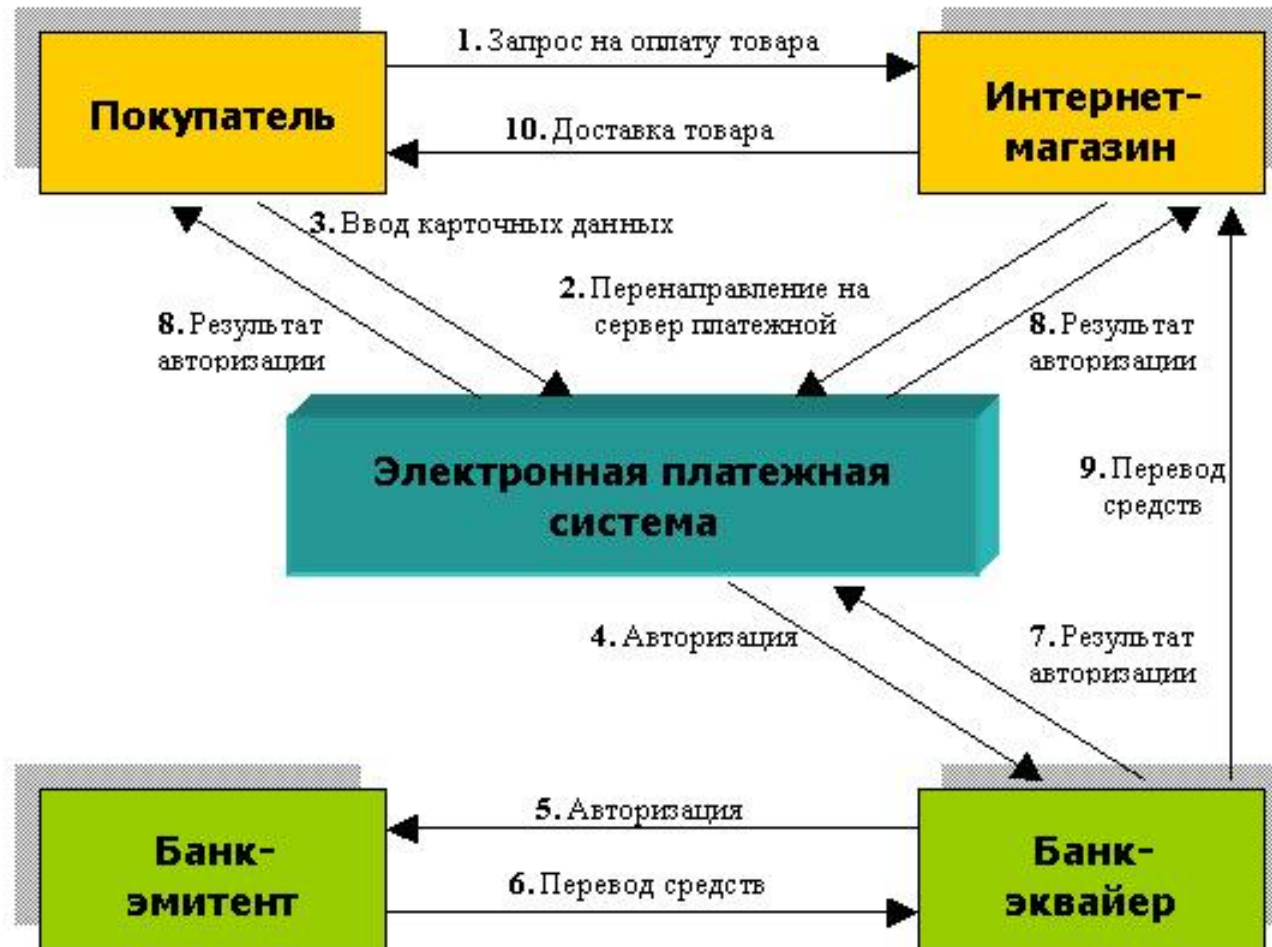 1. Запрос на оплату товара
Покупатель
Интернет-
магазин
10. Доставка товара
3. Ввод карточных данных
2. Перенаправление на
сервер платежной
8. Результат
авторизации
8. Результат
авторизации
Электронная платежная
система
9. Перевод
средств
4. Авторизация
7. Результат
авторизации
5. Авторизация
Банк-
эмитент
6. Перевод средств
Банк-
эквайер